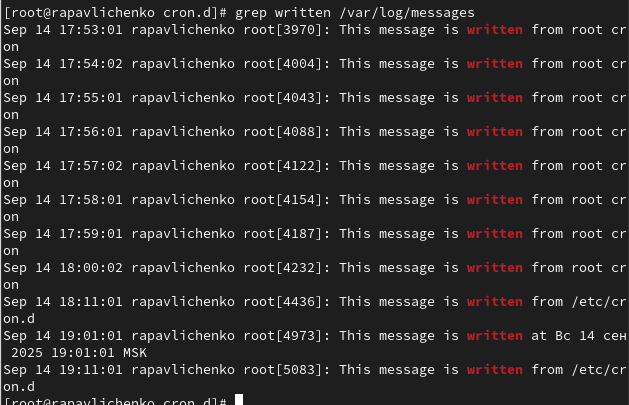 [root@rapavlichenko cron.d]# grep written /var/log/messages
Sep 14 17:53:01 rapavlichenko root[3970]: This message is written from root cr
on
Sep 14 17:54:02 rapavlichenko root[4004]: This message is written from root cr
on
Sep 14 17:55:01 rapavlichenko root[4043]: This message is written from root cr
on
Sep 14 17:56:01 rapavlichenko root[4088]: This message is written from root cr
on
Sep 14 17:57:02 rapavlichenko root[4122]: This message is written from root cr
on
Sep 14 17:58:01 rapavlichenko root[4154]: This message is written from root cr
on
Sep 14 17:59:01 rapavlichenko root[4187]: This message is written from root cr
on
Sep 14 18:00:02 rapavlichenko root[4232]: This message is written from root cr
on
Sep 14 18:11:01 rapavlichenko root[4436]: This message is written from /etc/cr
on.d
Sep 14 19:01:01 rapavlichenko root[4973]: This message is written at Вс 14 сен
 2025 19:01:01 MSK
Sep 14 19:11:01 rapavlichenko root[5083]: This message is written from /etc/cr
on.d
[root@rapavlichenko cron.d]#